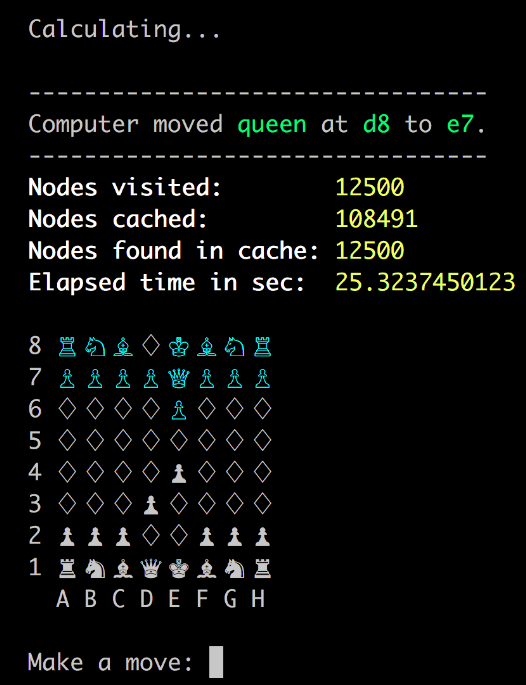 Calculating...
---------------------------------
Computer moved queen at d8 to e7.
---------------------------------
Nodes visited: 12500
Nodes cached: 108491
Nodes found in cache: 12500
Elapsed time in sec: 25.3237450123
8 ♖ ♘ ♗ ♢ ♔ ♗ ♘ ♖
7 ♙ ♙ ♙ ♙ ♕ ♙ ♙ ♙
6 ♢ ♢ ♢ ♢ ♙ ♢ ♢ ♢
5 ♢ ♢ ♢ ♢ ♢ ♢ ♢ ♢
4 ♢ ♢ ♢ ♢ ♟ ♢ ♢ ♢
3 ♢ ♢ ♢ ♟ ♢ ♢ ♢ ♢
2 ♟ ♟ ♟ ♢ ♢ ♟ ♟ ♟
1 ♜ ♞ ♝ ♛ ♚ ♝ ♞ ♜
A B C D E F G H
Make a move: